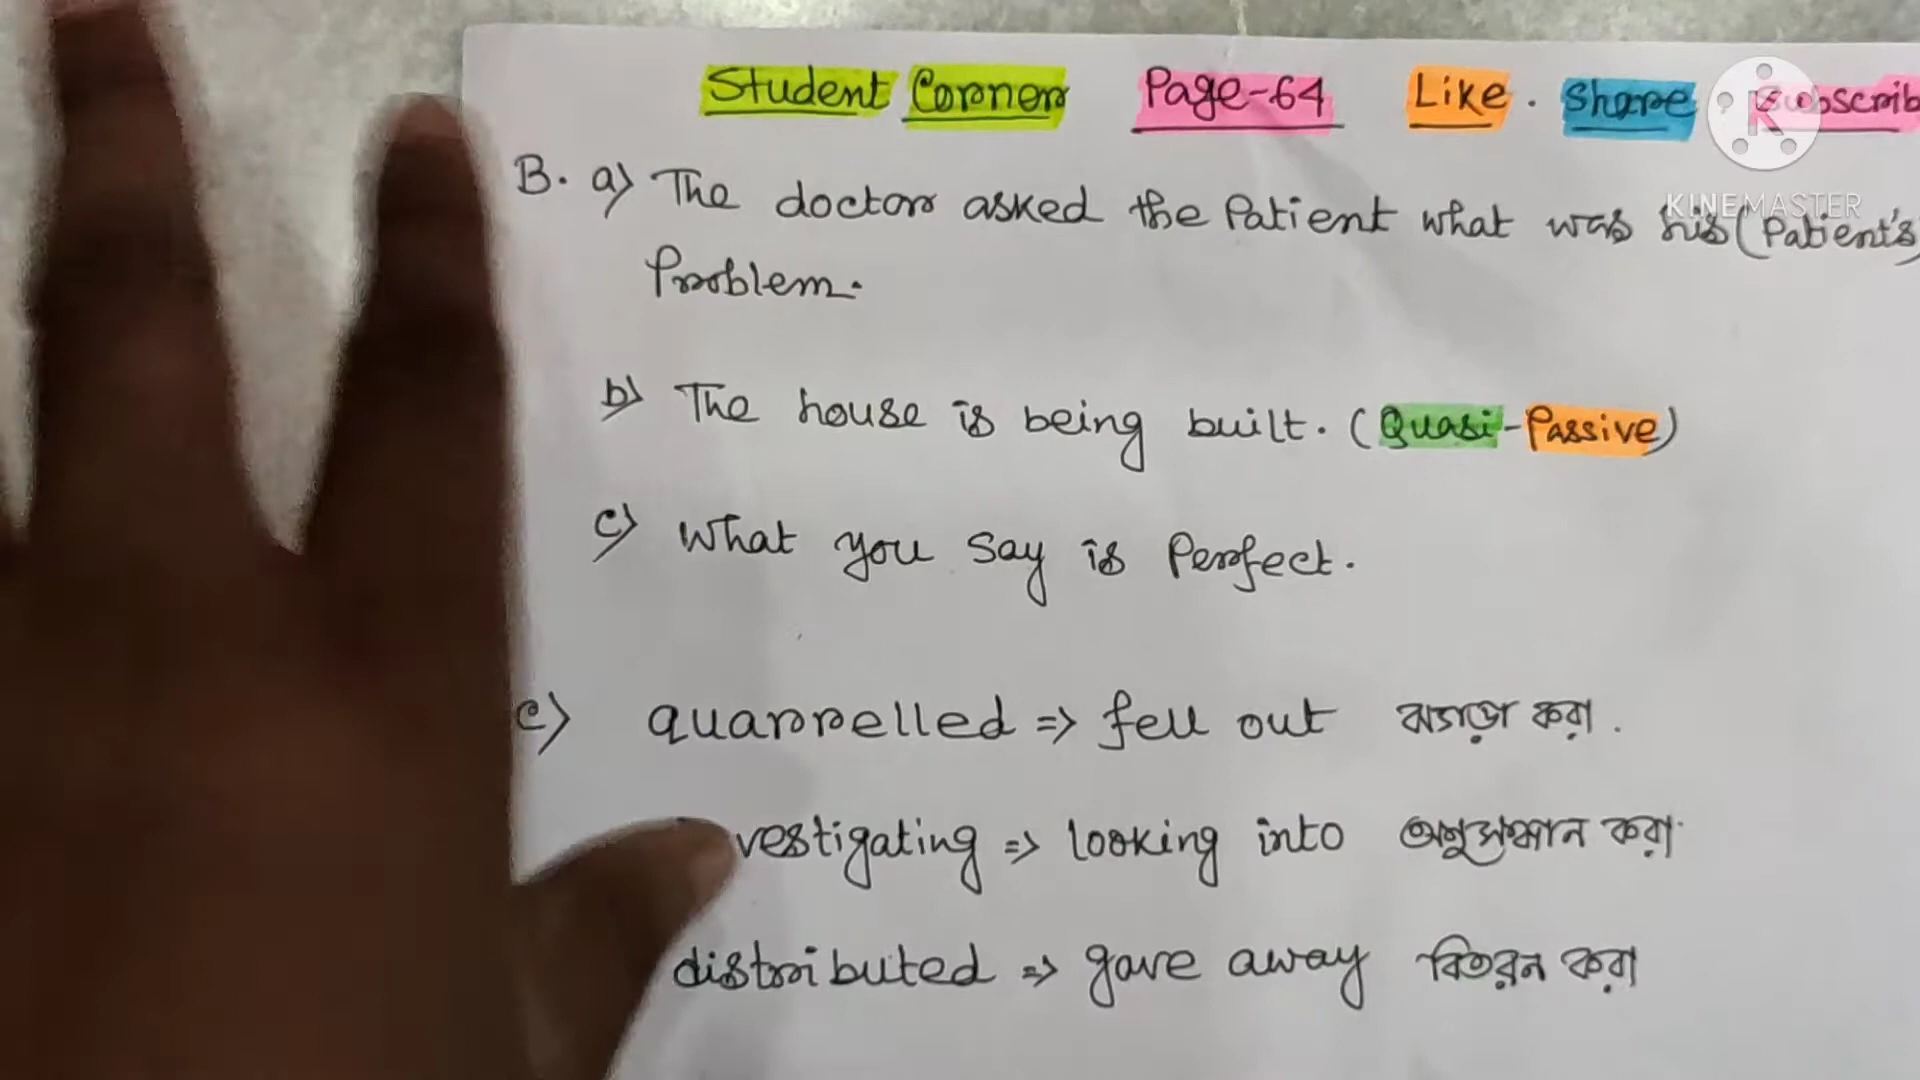 Student Corner Page-64 Like . Share Subscrib
B. a) The doctor asked the Patient what was his (Patient's)
Problem.
b) The house is being built. (Quasi-Passive)
c) What you say is Perfect.
c) quarrelled => fell out ঝগড়া করা .
vestigating => looking into অনুসন্ধান করা
distributed => gave away বিতরন করা
KINEMASTER